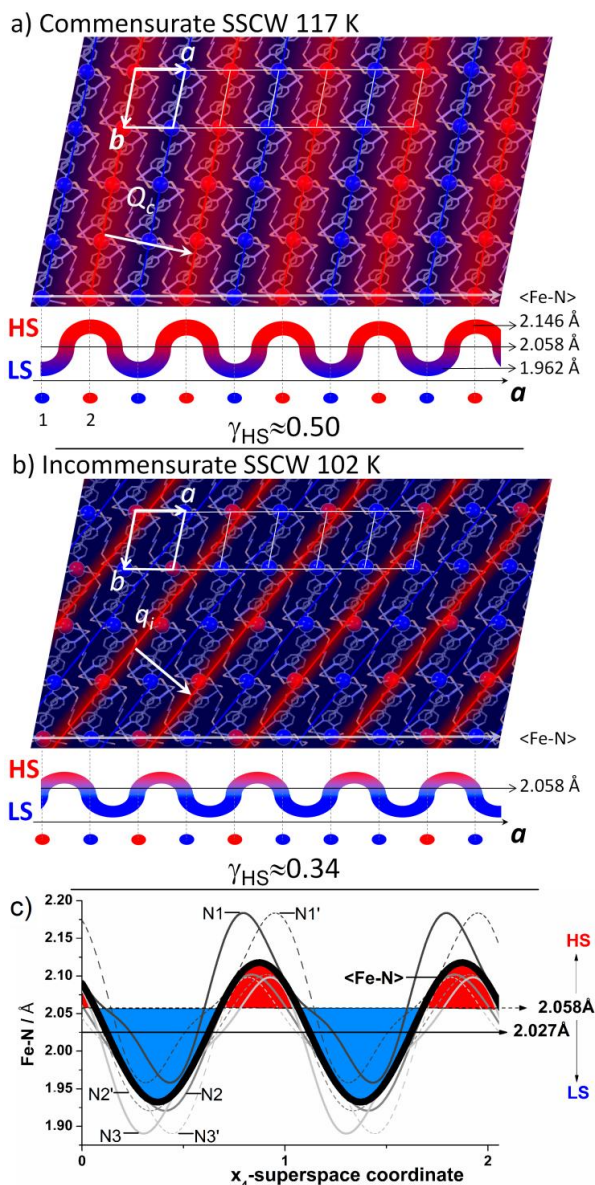 a) Commensurate SSCW 117 K
a
b
Q_c
<Fe-N>
HS
2.146 Å
2.058 Å
LS
1.962 Å
a
1 2
γHS≈0.50
b) Incommensurate SSCW 102 K
a
b
q_i
<Fe-N>
HS
2.058 Å
LS
a
γHS≈0.34
c)
2.20
2.15
2.10
2.05
2.00
1.95
1.90
Fe-N / Å
N1
N1'
<Fe-N>
N2'
N2
N3
N3'
HS
2.058Å
2.027Å
LS
0 1 2
x₄-superspace coordinate